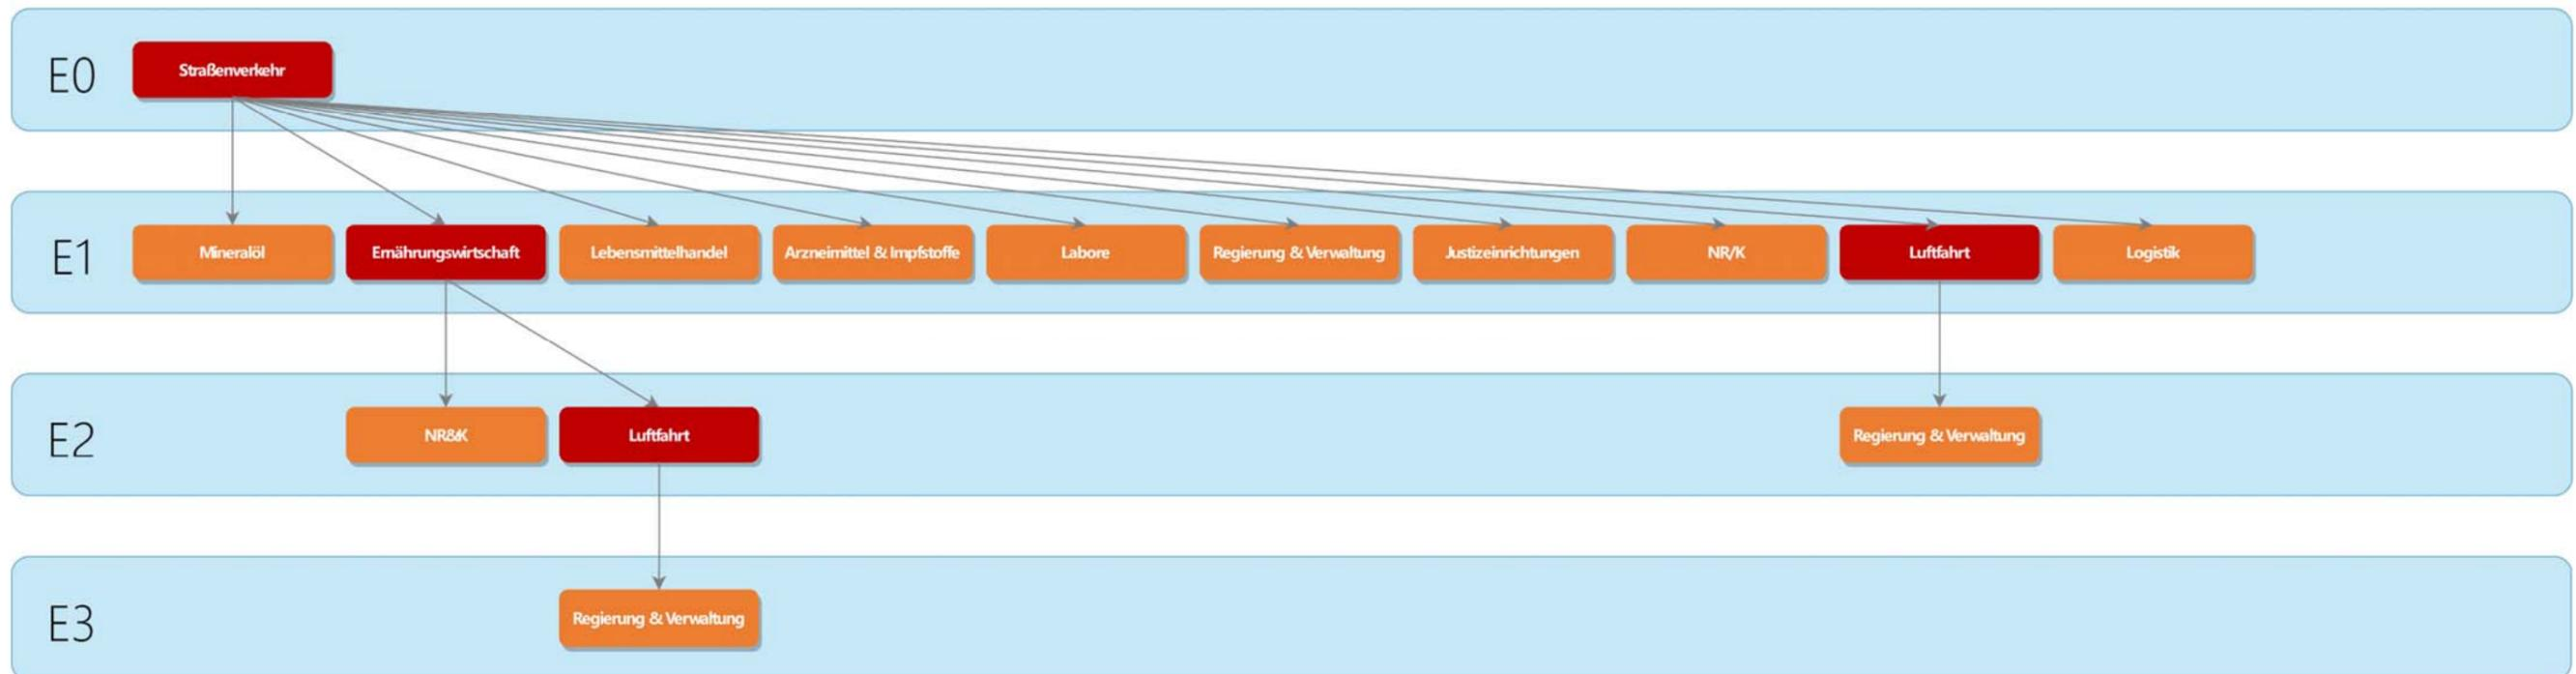 E0
Straßenverkehr
E1
Mineralöl
Ernährungswirtschaft
Lebensmittelhandel
Arzneimittel & Impfstoffe
Labore
Regierung & Verwaltung
Justizeinrichtungen
NR/K
Luftfahrt
Logistik
E2
NR&K
Luftfahrt
Regierung & Verwaltung
E3
Regierung & Verwaltung